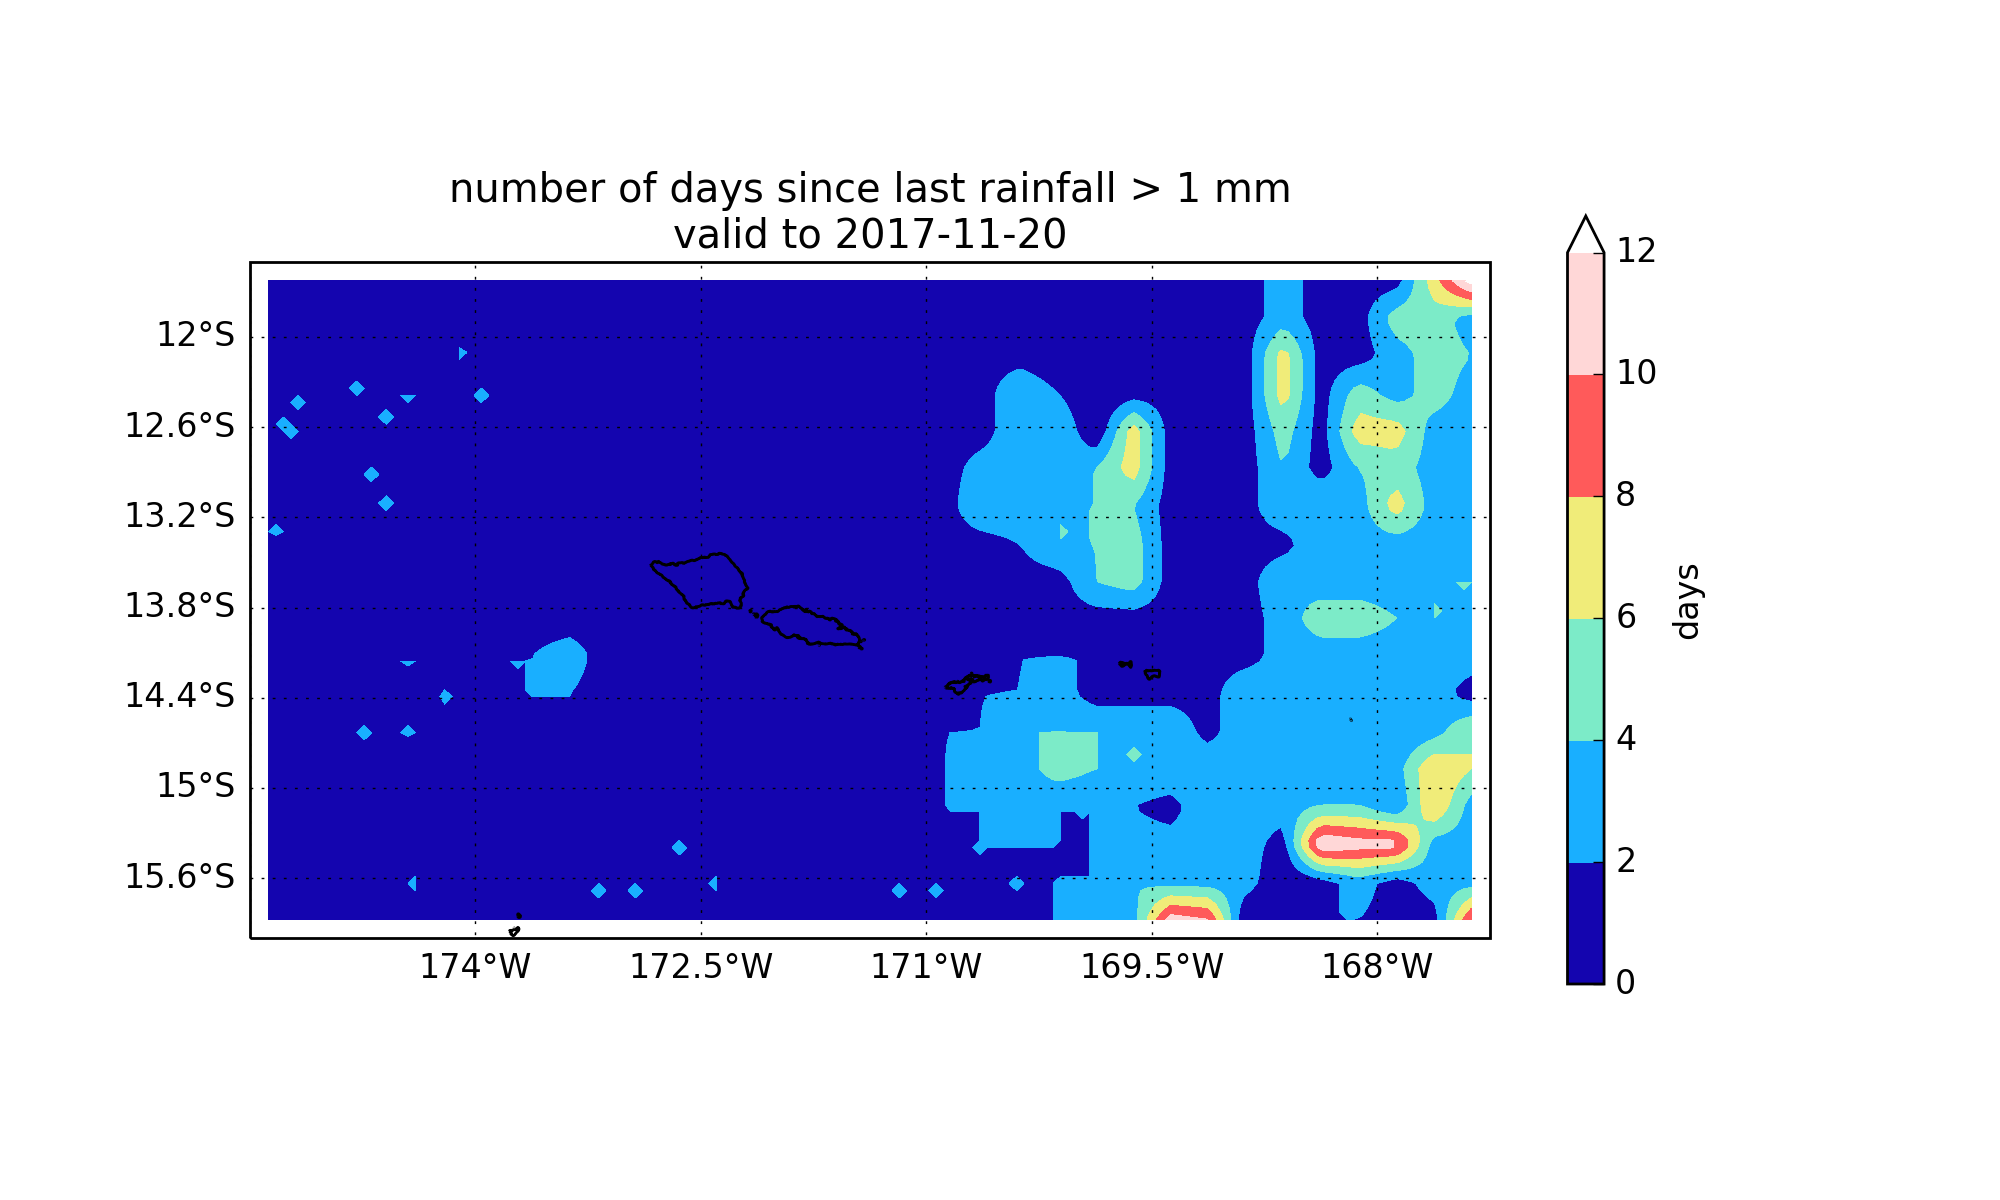 number of days since last rainfall > 1 mm
valid to 2017-11-20
12°S
12.6°S
13.2°S
13.8°S
14.4°S
15°S
15.6°S
174°W 172.5°W 171°W 169.5°W 168°W
12
10
8
6
4
2
0
days